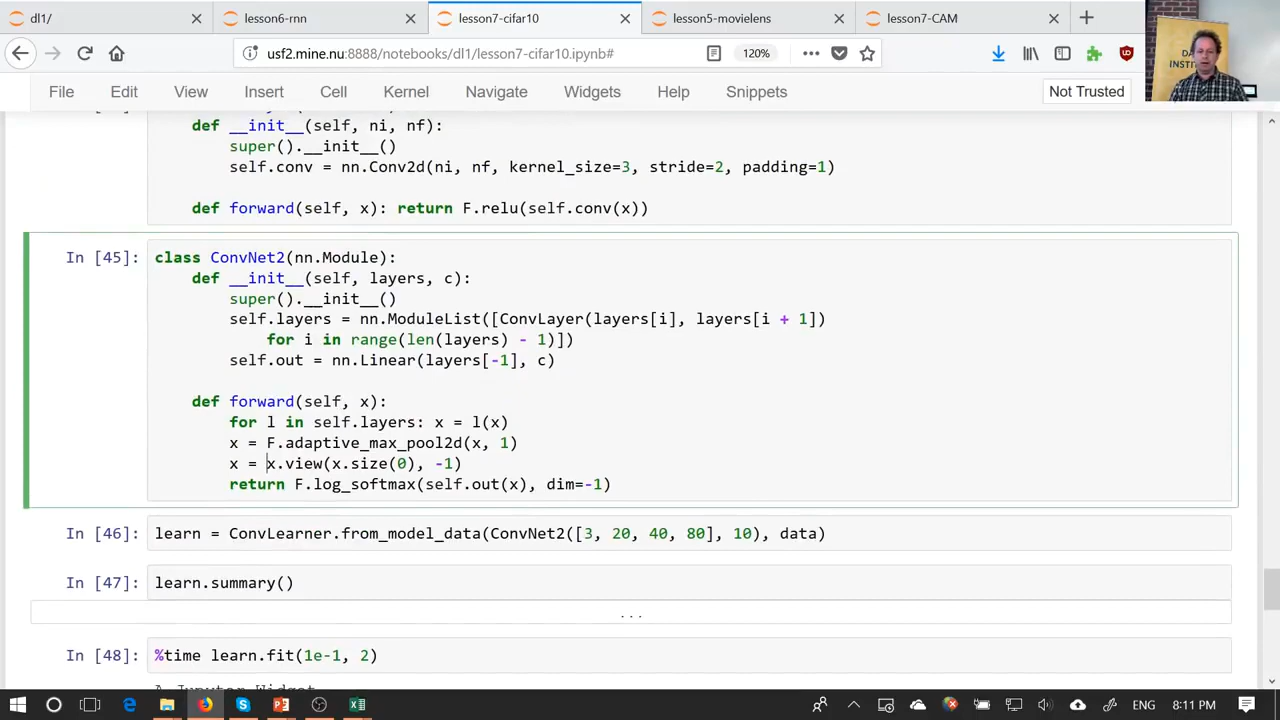 dl1/
lesson6-rnn
lesson7-cifar10
lesson5-movielens
lesson7-CAM
usf2.mine.nu:8888/notebooks/dl1/lesson7-cifar10.ipynb#
120%
File Edit View Insert Cell Kernel Navigate Widgets Help Snippets
Not Trusted
def __init__(self, ni, nf):
super().__init__()
self.conv = nn.Conv2d(ni, nf, kernel_size=3, stride=2, padding=1)
def forward(self, x): return F.relu(self.conv(x))
In [45]: class ConvNet2(nn.Module):
def __init__(self, layers, c):
super().__init__()
self.layers = nn.ModuleList([ConvLayer(layers[i], layers[i + 1])
for i in range(len(layers) - 1)])
self.out = nn.Linear(layers[-1], c)
def forward(self, x):
for l in self.layers: x = l(x)
x = F.adaptive_max_pool2d(x, 1)
x = x.view(x.size(0), -1)
return F.log_softmax(self.out(x), dim=-1)
In [46]: learn = ConvLearner.from_model_data(ConvNet2([3, 20, 40, 80], 10), data)
In [47]: learn.summary()
...
In [48]: %time learn.fit(1e-1, 2)
A Jupyter Widget
ENG
8:11 PM